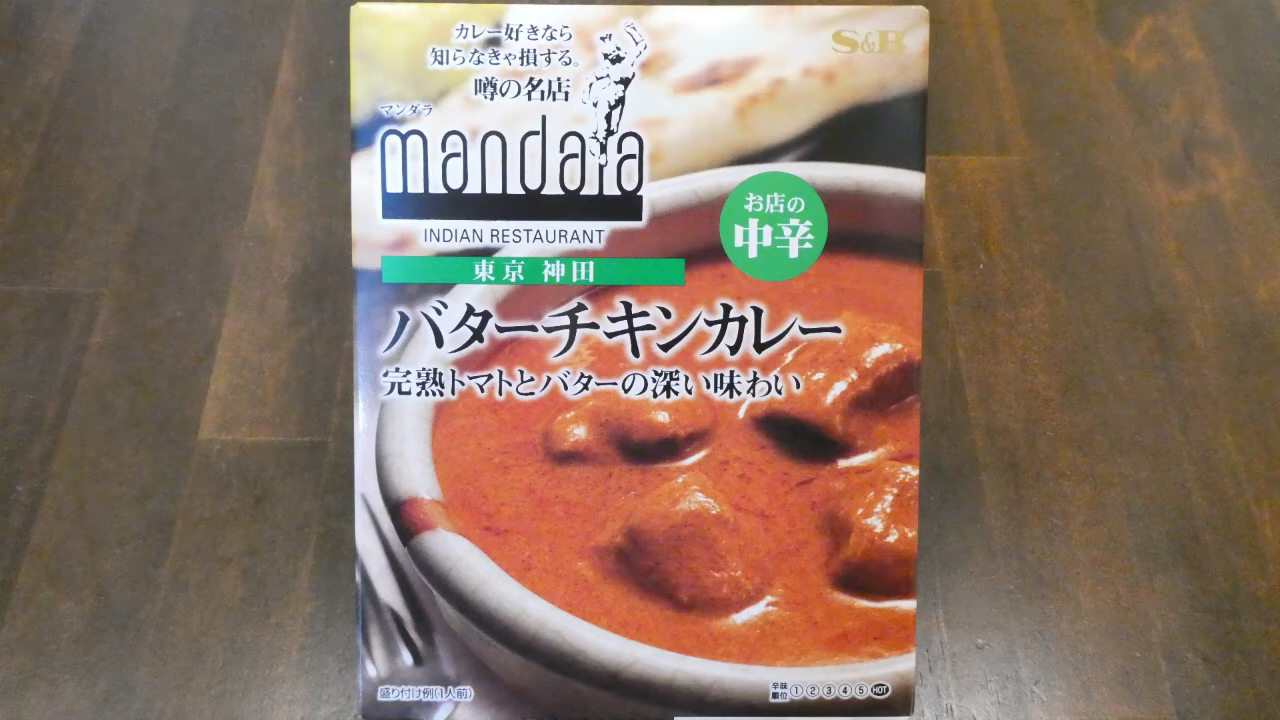 カレー好きなら
知らなきゃ損する。
噂の名店
S&B
マンダラ
mandala
INDIAN RESTAURANT
東京 神田
お店の
中辛
バターチキンカレー
完熟トマトとバターの深い味わい
盛り付け例(1人前)
辛味
順位 1 2 3 4 5 HOT